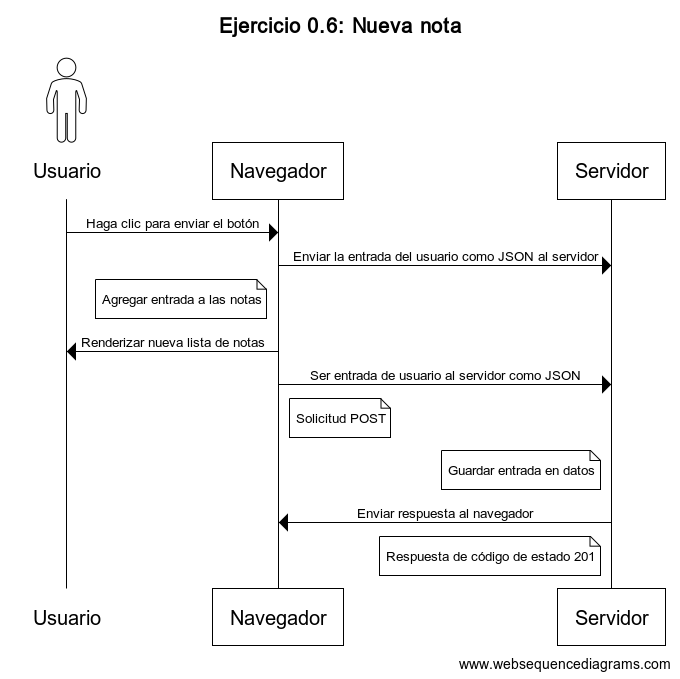 Ejercicio 0.6: Nueva nota
Usuario
Navegador
Servidor
Haga clic para enviar el botón
Enviar la entrada del usuario como JSON al servidor
Agregar entrada a las notas
Renderizar nueva lista de notas
Ser entrada de usuario al servidor como JSON
Solicitud POST
Guardar entrada en datos
Enviar respuesta al navegador
Respuesta de código de estado 201
Usuario
Navegador
Servidor
www.websequencediagrams.com